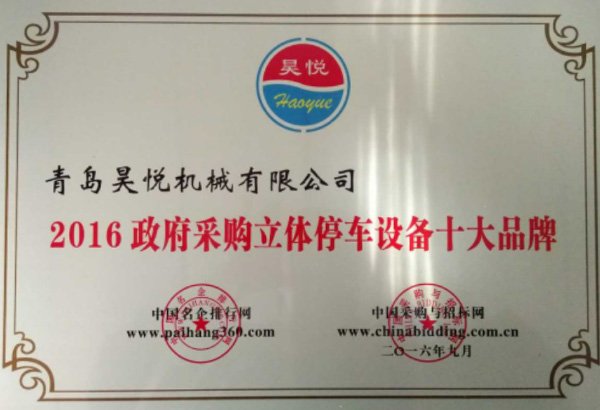 昊悦
Haoyue
青岛昊悦机械有限公司
2016政府采购立体停车设备十大品牌
中国名企排行网
www.paihang360.com
中国采购与招标网
www.chinabidding.com.cn
二〇一六年九月